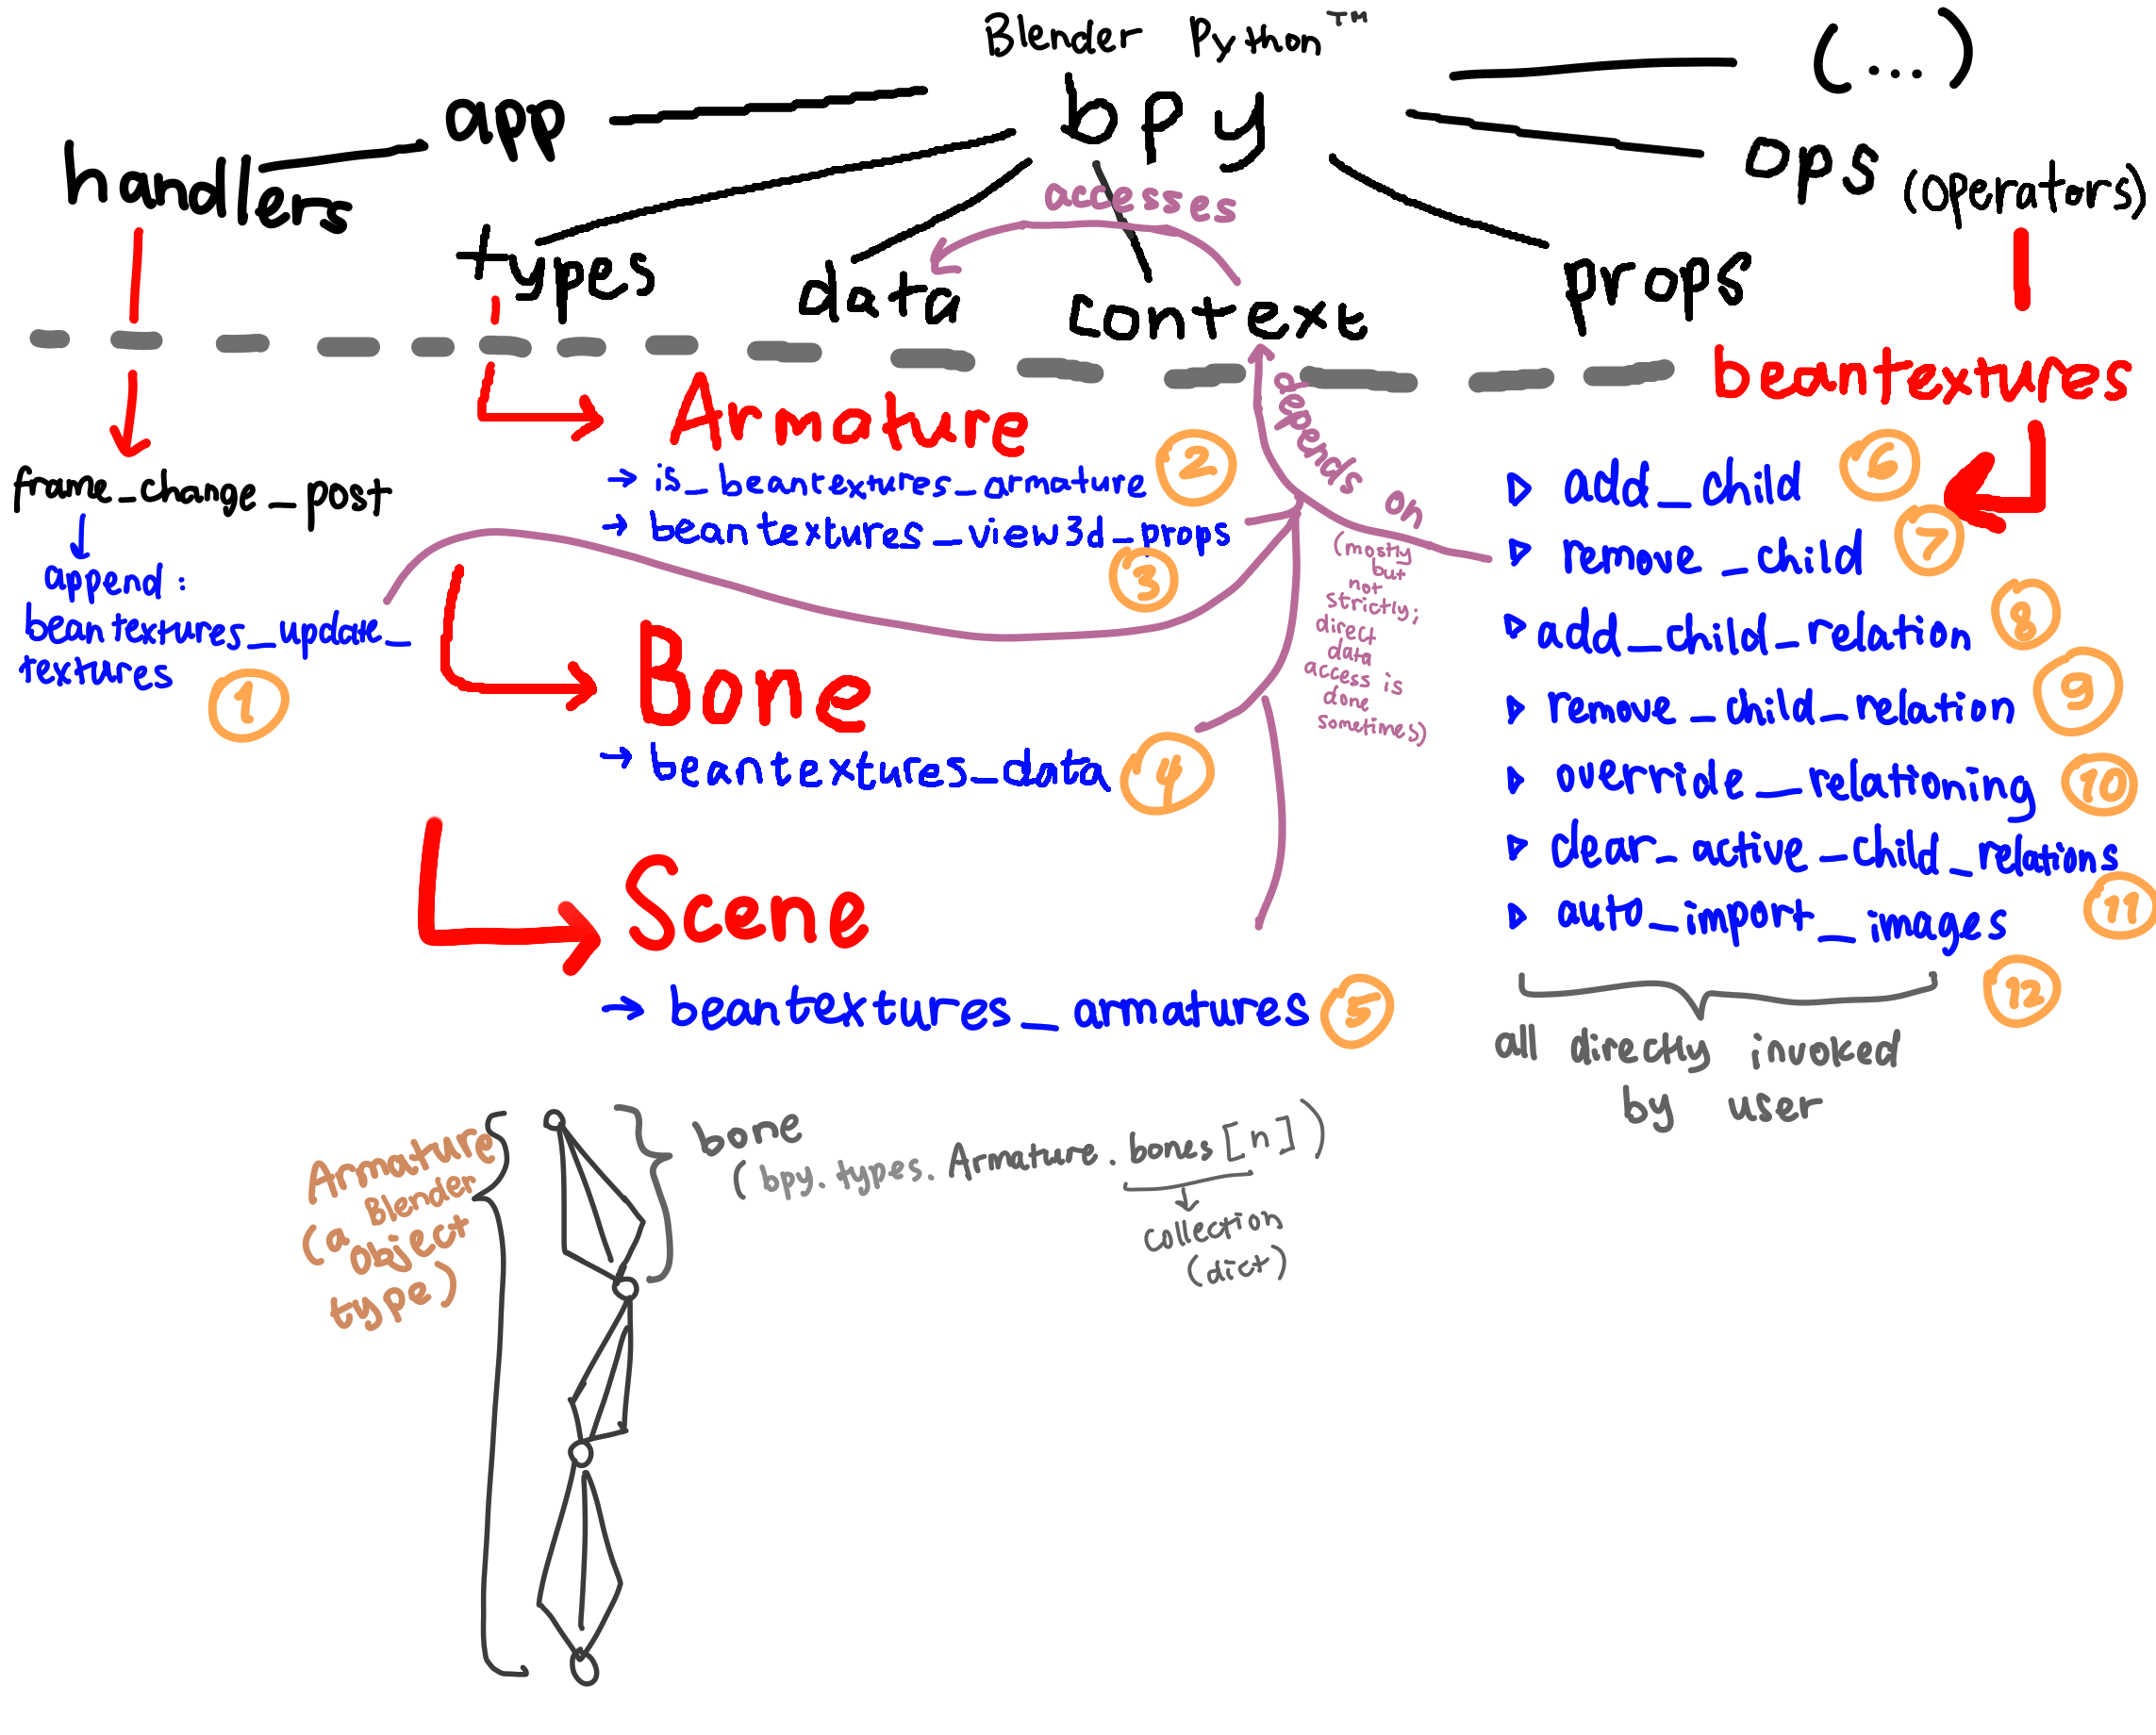 Blender Python™
bpy
(...)
app
handlers
ops (operators)
accesses
types
data
context
props
beantextures
Armature
→ is_beantextures_armature
②
→ beantextures_view3d_props
③
frame_change_post
append:
beantextures_update_
textures
①
Bone
→ beantextures_data
④
Scene
→ beantextures_armatures
⑤
depends on
(mostly
but
not
strictly;
direct
data
access is
done
sometimes)
▷ add_child
⑥
▷ remove_child
⑦
▷ add_child_relation
⑧
▷ remove_child_relation
⑨
▷ override_relationing
⑩
▷ clear_active_child_relations
⑪
▷ auto_import_images
⑫
all directly invoked
by user
Armature
(a Blender
object
type)
bone
(bpy.types.Armature.bones[n])
collection
(dict)